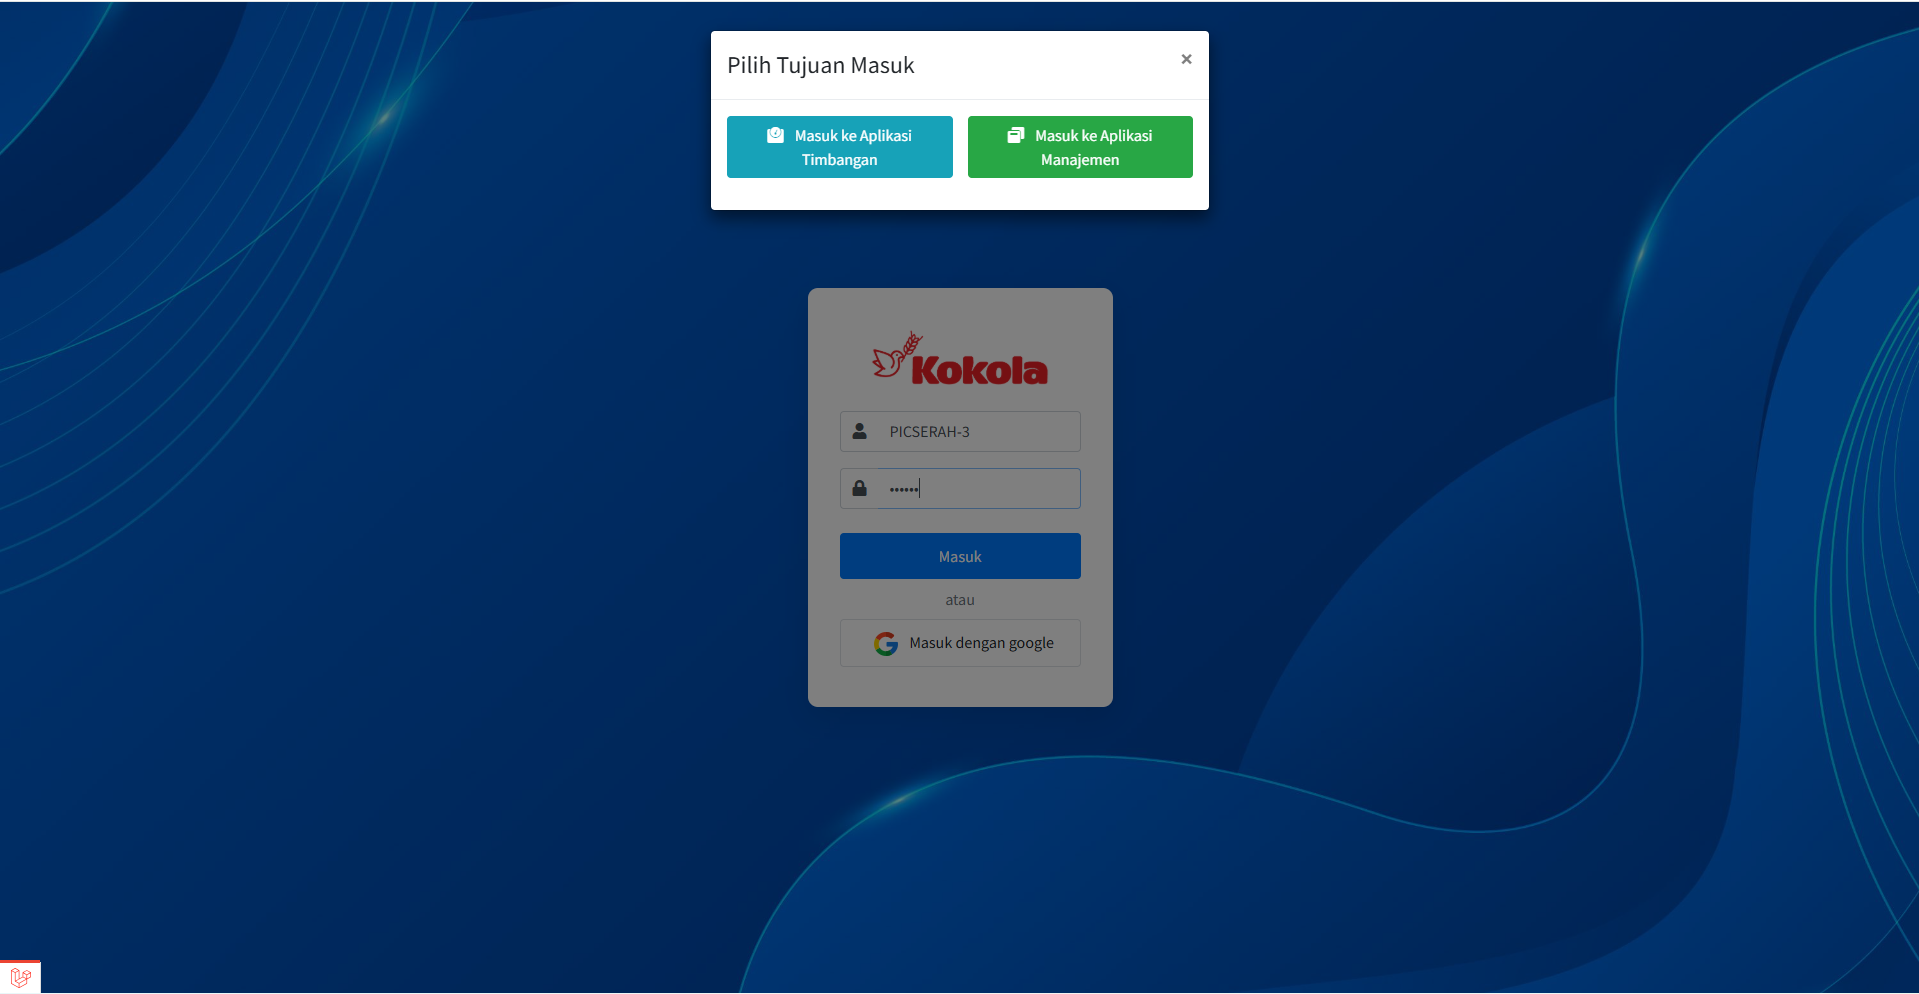 Pilih Tujuan Masuk
×
Masuk ke Aplikasi
Timbangan
Masuk ke Aplikasi
Manajemen
Kokola
PICSERAH-3
••••••
Masuk
atau
Masuk dengan google